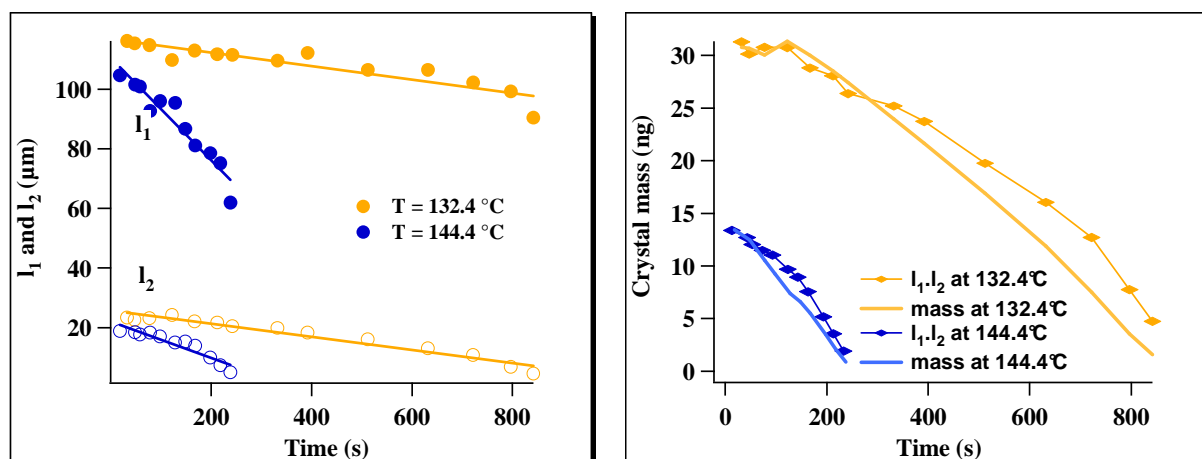 l₁ and l₂ (µm)
100
80
60
40
20
l₁
T = 132.4 °C
T = 144.4 °C
l₂
200
400
600
800
Time (s)
Crystal mass (ng)
30
25
20
15
10
5
0
l₁.l₂ at 132.4°C
mass at 132.4°C
l₁.l₂ at 144.4°C
mass at 144.4°C
0
200
400
600
800
Time (s)